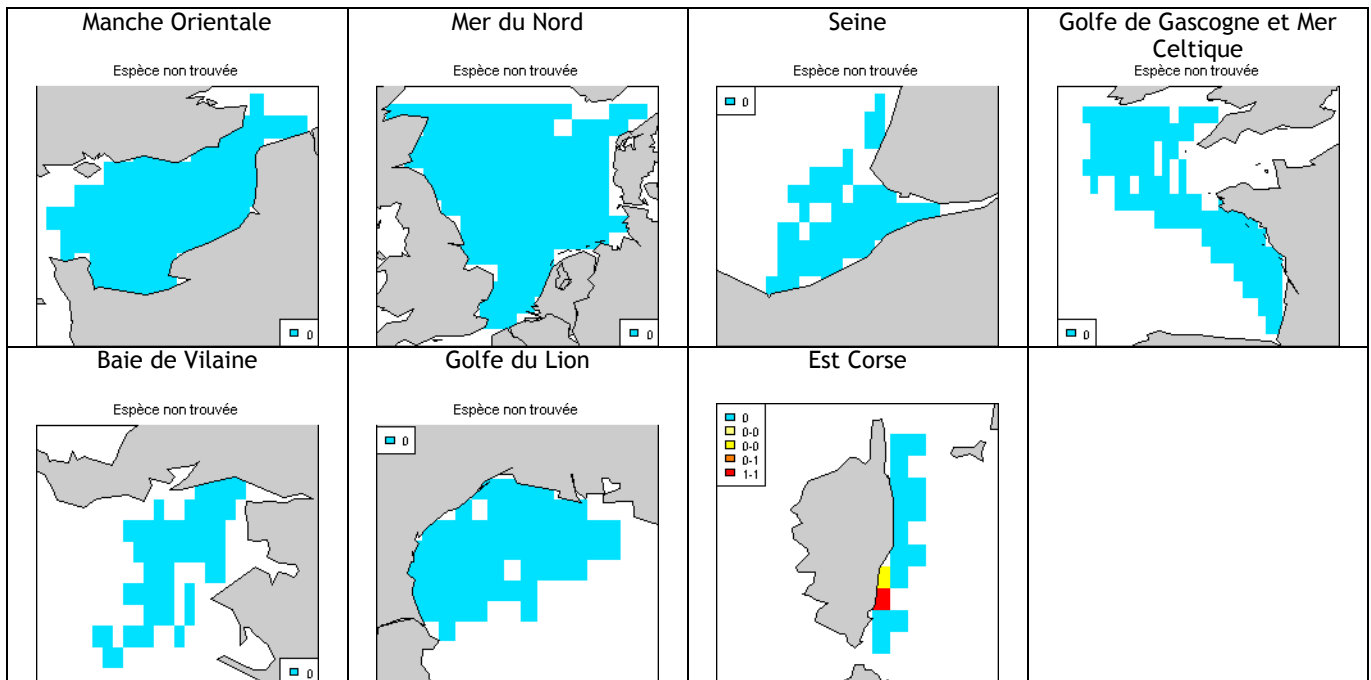 Manche Orientale
Espèce non trouvée
0
Mer du Nord
Espèce non trouvée
0
Seine
Espèce non trouvée
0
Golfe de Gascogne et Mer
Celtique
Espèce non trouvée
0
Baie de Vilaine
Espèce non trouvée
0
Golfe du Lion
Espèce non trouvée
0
Est Corse
0
0-0
0-0
0-1
1-1